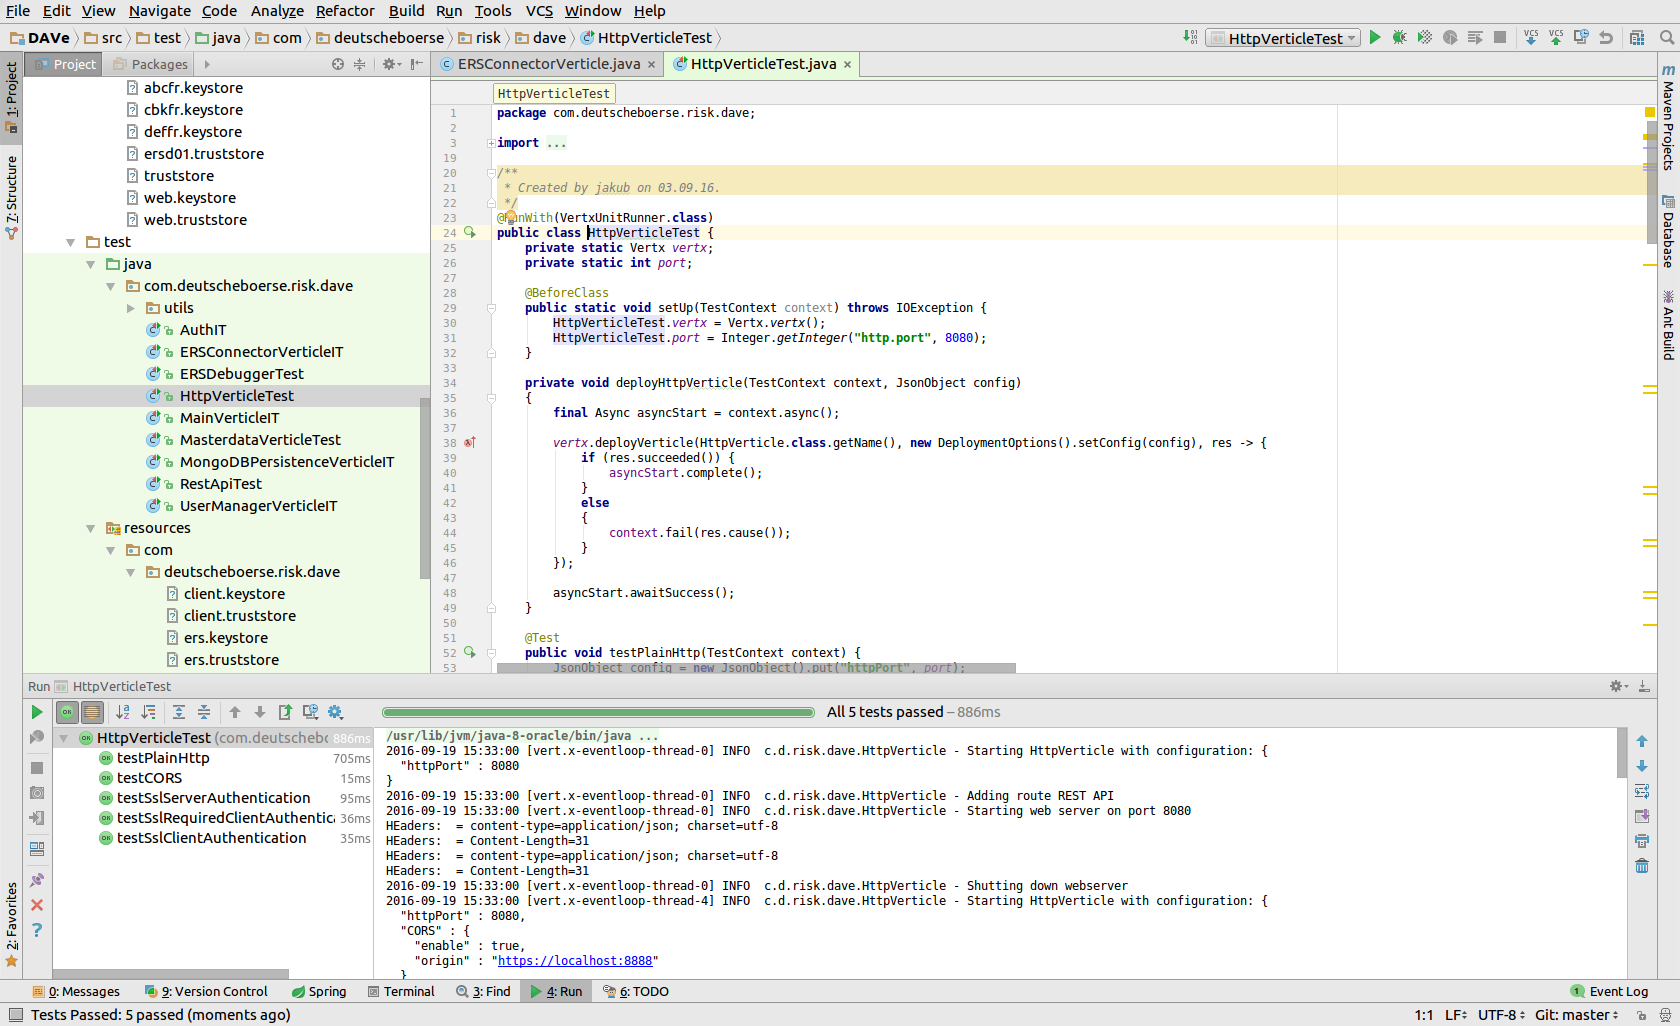 File Edit View Navigate Code Analyze Refactor Build Run Tools VCS Window Help
DAVe src test java com deutscheboerse risk dave HttpVerticleTest
HttpVerticleTest
VCS VCS
Project Packages
ERSConnectorVerticle.java × HttpVerticleTest.java ×
1: Project
7: Structure
2: Favorites
abcfr.keystore
cbkfr.keystore
deffr.keystore
ersd01.truststore
truststore
web.keystore
web.truststore
test
java
com.deutscheboerse.risk.dave
utils
AuthIT
ERSConnectorVerticleIT
ERSDebuggerTest
HttpVerticleTest
MainVerticleIT
MasterdataVerticleTest
MongoDBPersistenceVerticleIT
RestApiTest
UserManagerVerticleIT
resources
com
deutscheboerse.risk.dave
client.keystore
client.truststore
ers.keystore
ers.truststore
HttpVerticleTest
1 package com.deutscheboerse.risk.dave;
2
3 import ...
19
20 /**
21 * Created by jakub on 03.09.16.
22 */
23 @RunWith(VertxUnitRunner.class)
24 public class HttpVerticleTest {
25 private static Vertx vertx;
26 private static int port;
27
28 @BeforeClass
29 public static void setUp(TestContext context) throws IOException {
30 HttpVerticleTest.vertx = Vertx.vertx();
31 HttpVerticleTest.port = Integer.getInteger("http.port", 8080);
32 }
33
34 private void deployHttpVerticle(TestContext context, JsonObject config)
35 {
36 final Async asyncStart = context.async();
37
38 vertx.deployVerticle(HttpVerticle.class.getName(), new DeploymentOptions().setConfig(config), res -> {
39 if (res.succeeded()) {
40 asyncStart.complete();
41 }
42 else
43 {
44 context.fail(res.cause());
45 }
46 });
47
48 asyncStart.awaitSuccess();
49 }
50
51 @Test
52 public void testPlainHttp(TestContext context) {
53 JsonObject config = new JsonObject().put("httpPort", port);
m Maven Projects
Database
Ant Build
Run HttpVerticleTest
All 5 tests passed – 886ms
HttpVerticleTest (com.deutschebo 886ms
testPlainHttp 705ms
testCORS 15ms
testSslServerAuthentication 95ms
testSslRequiredClientAuthentica 36ms
testSslClientAuthentication 35ms
/usr/lib/jvm/java-8-oracle/bin/java ...
2016-09-19 15:33:00 [vert.x-eventloop-thread-0] INFO c.d.risk.dave.HttpVerticle - Starting HttpVerticle with configuration: {
"httpPort" : 8080
}
2016-09-19 15:33:00 [vert.x-eventloop-thread-0] INFO c.d.risk.dave.HttpVerticle - Adding route REST API
2016-09-19 15:33:00 [vert.x-eventloop-thread-0] INFO c.d.risk.dave.HttpVerticle - Starting web server on port 8080
HEaders: = content-type=application/json; charset=utf-8
HEaders: = Content-Length=31
HEaders: = content-type=application/json; charset=utf-8
HEaders: = Content-Length=31
2016-09-19 15:33:00 [vert.x-eventloop-thread-0] INFO c.d.risk.dave.HttpVerticle - Shutting down webserver
2016-09-19 15:33:00 [vert.x-eventloop-thread-4] INFO c.d.risk.dave.HttpVerticle - Starting HttpVerticle with configuration: {
"httpPort" : 8080,
"CORS" : {
"enable" : true,
"origin" : "https://localhost:8888"
}
0: Messages 9: Version Control Spring Terminal 3: Find 4: Run 6: TODO 1 Event Log
Tests Passed: 5 passed (moments ago) 1:1 LF UTF-8 Git: master